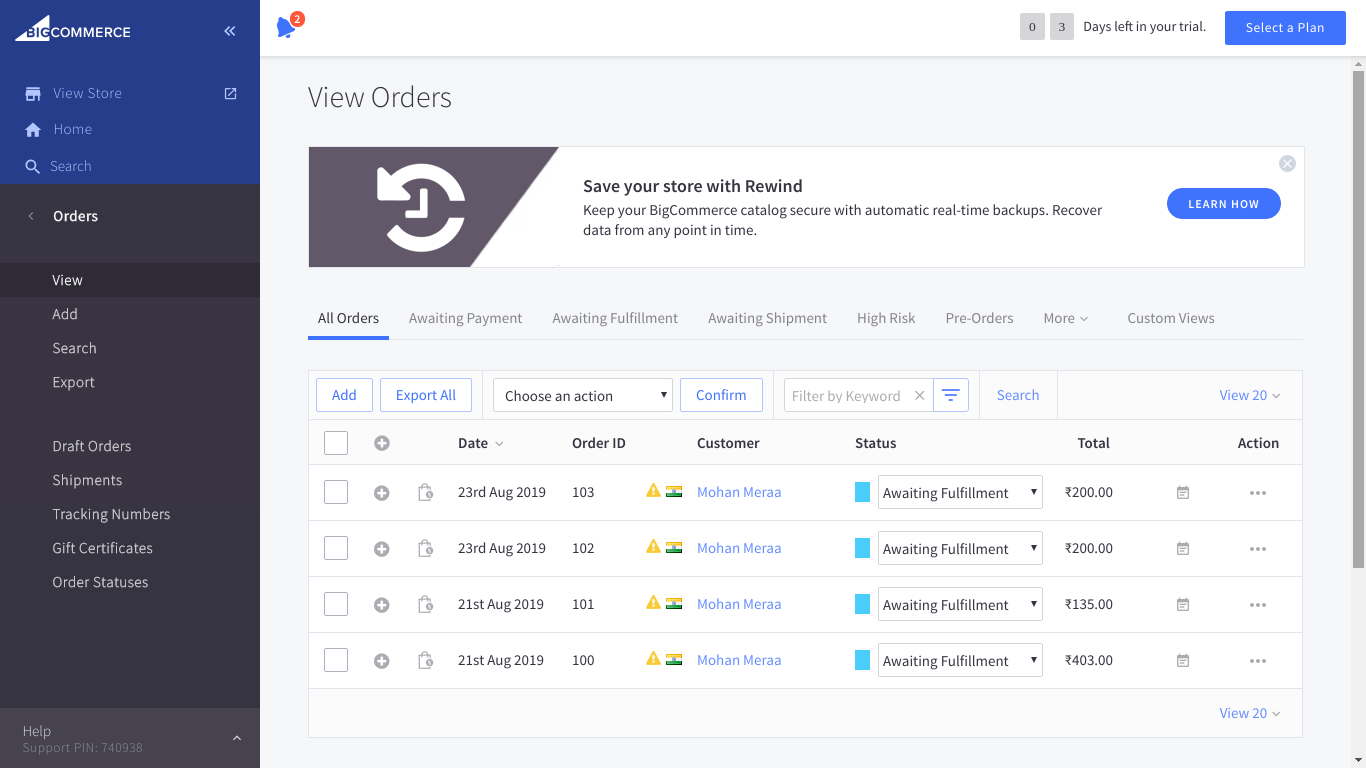 BIGCOMMERCE
2
0 3 Days left in your trial.
Select a Plan
View Store
Home
Search
Orders
View
Add
Search
Export
Draft Orders
Shipments
Tracking Numbers
Gift Certificates
Order Statuses
Help
Support PIN: 740938
View Orders
Save your store with Rewind
Keep your BigCommerce catalog secure with automatic real-time backups. Recover
data from any point in time.
LEARN HOW
All Orders Awaiting Payment Awaiting Fulfillment Awaiting Shipment High Risk Pre-Orders More Custom Views
Add Export All Choose an action Confirm Filter by Keyword Search View 20
Date Order ID Customer Status Total Action
23rd Aug 2019 103 Mohan Meraa Awaiting Fulfillment ₹200.00
23rd Aug 2019 102 Mohan Meraa Awaiting Fulfillment ₹200.00
21st Aug 2019 101 Mohan Meraa Awaiting Fulfillment ₹135.00
21st Aug 2019 100 Mohan Meraa Awaiting Fulfillment ₹403.00
View 20